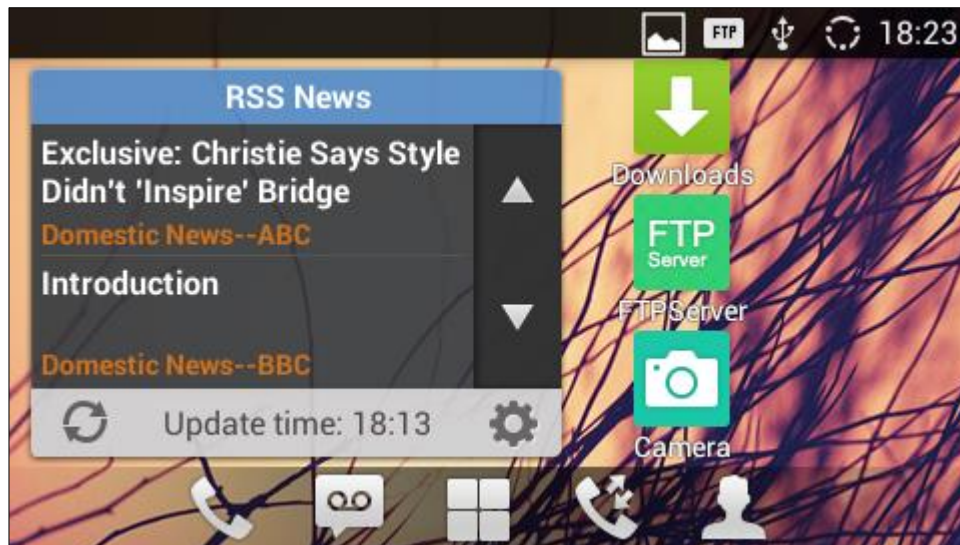 FTP
18:23
RSS News
Exclusive: Christie Says Style
Didn't 'Inspire' Bridge
Domestic News--ABC
Introduction
Domestic News--BBC
Update time: 18:13
Downloads
FTP
Server
FTPServer
Camera